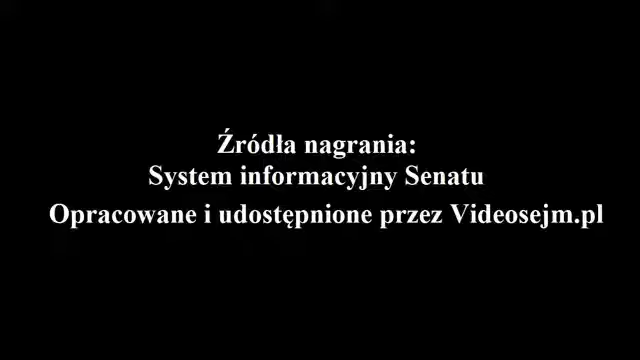 Źródła nagrania:
System informacyjny Senatu
Opracowane i udostępnione przez Videosejm.pl